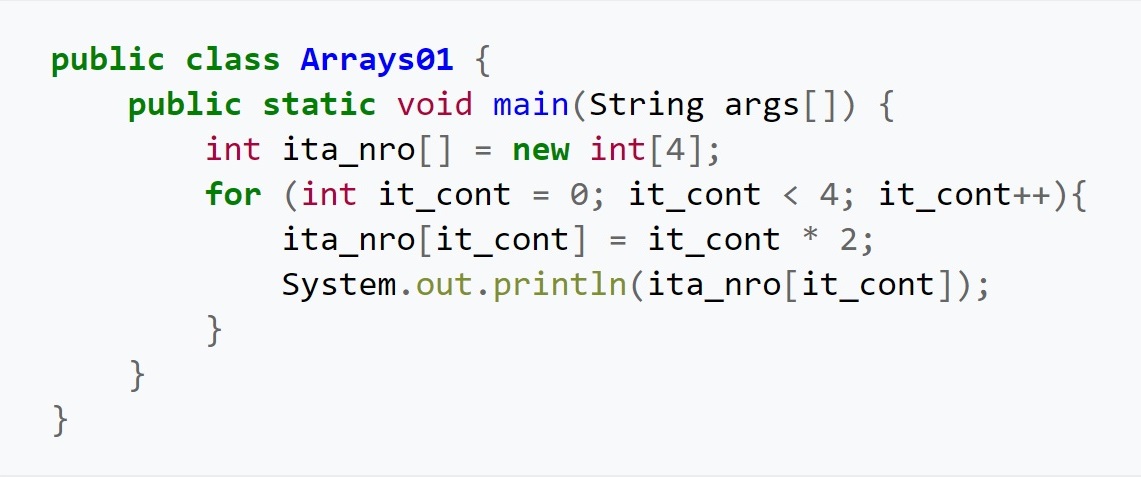 public class Arrays01 {
    public static void main(String args[]) {
        int ita_nro[] = new int[4];
        for (int it_cont = 0; it_cont < 4; it_cont++){
            ita_nro[it_cont] = it_cont * 2;
            System.out.println(ita_nro[it_cont]);
        }
    }
}